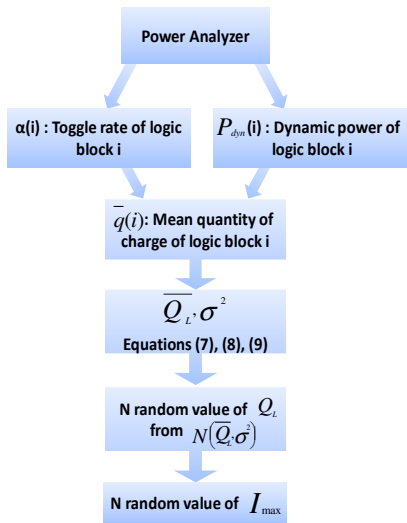 Power Analyzer
α(i) : Toggle rate of logic
block i
P_dyn(i) : Dynamic power of
logic block i
q̅(i): Mean quantity of
charge of logic block i
Q̅_L, σ²
Equations (7), (8), (9)
N random value of Q_L
from N(Q̅_L, σ²)
N random value of I_max